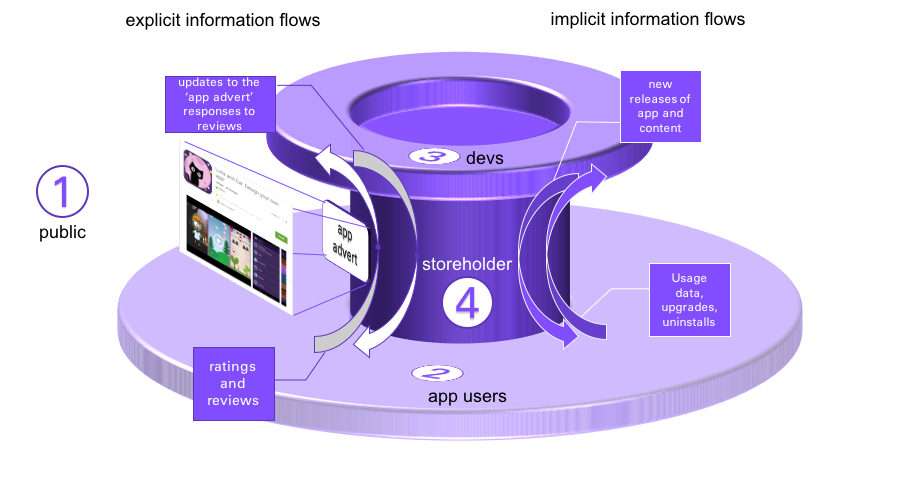 explicit information flows
implicit information flows
updates to the
‘app advert’
responses to
reviews
new
releases of
app and
content
3 devs
1
public
app
advert
storeholder
4
Usage
data,
upgrades,
uninstalls
ratings
and
reviews
2
app users